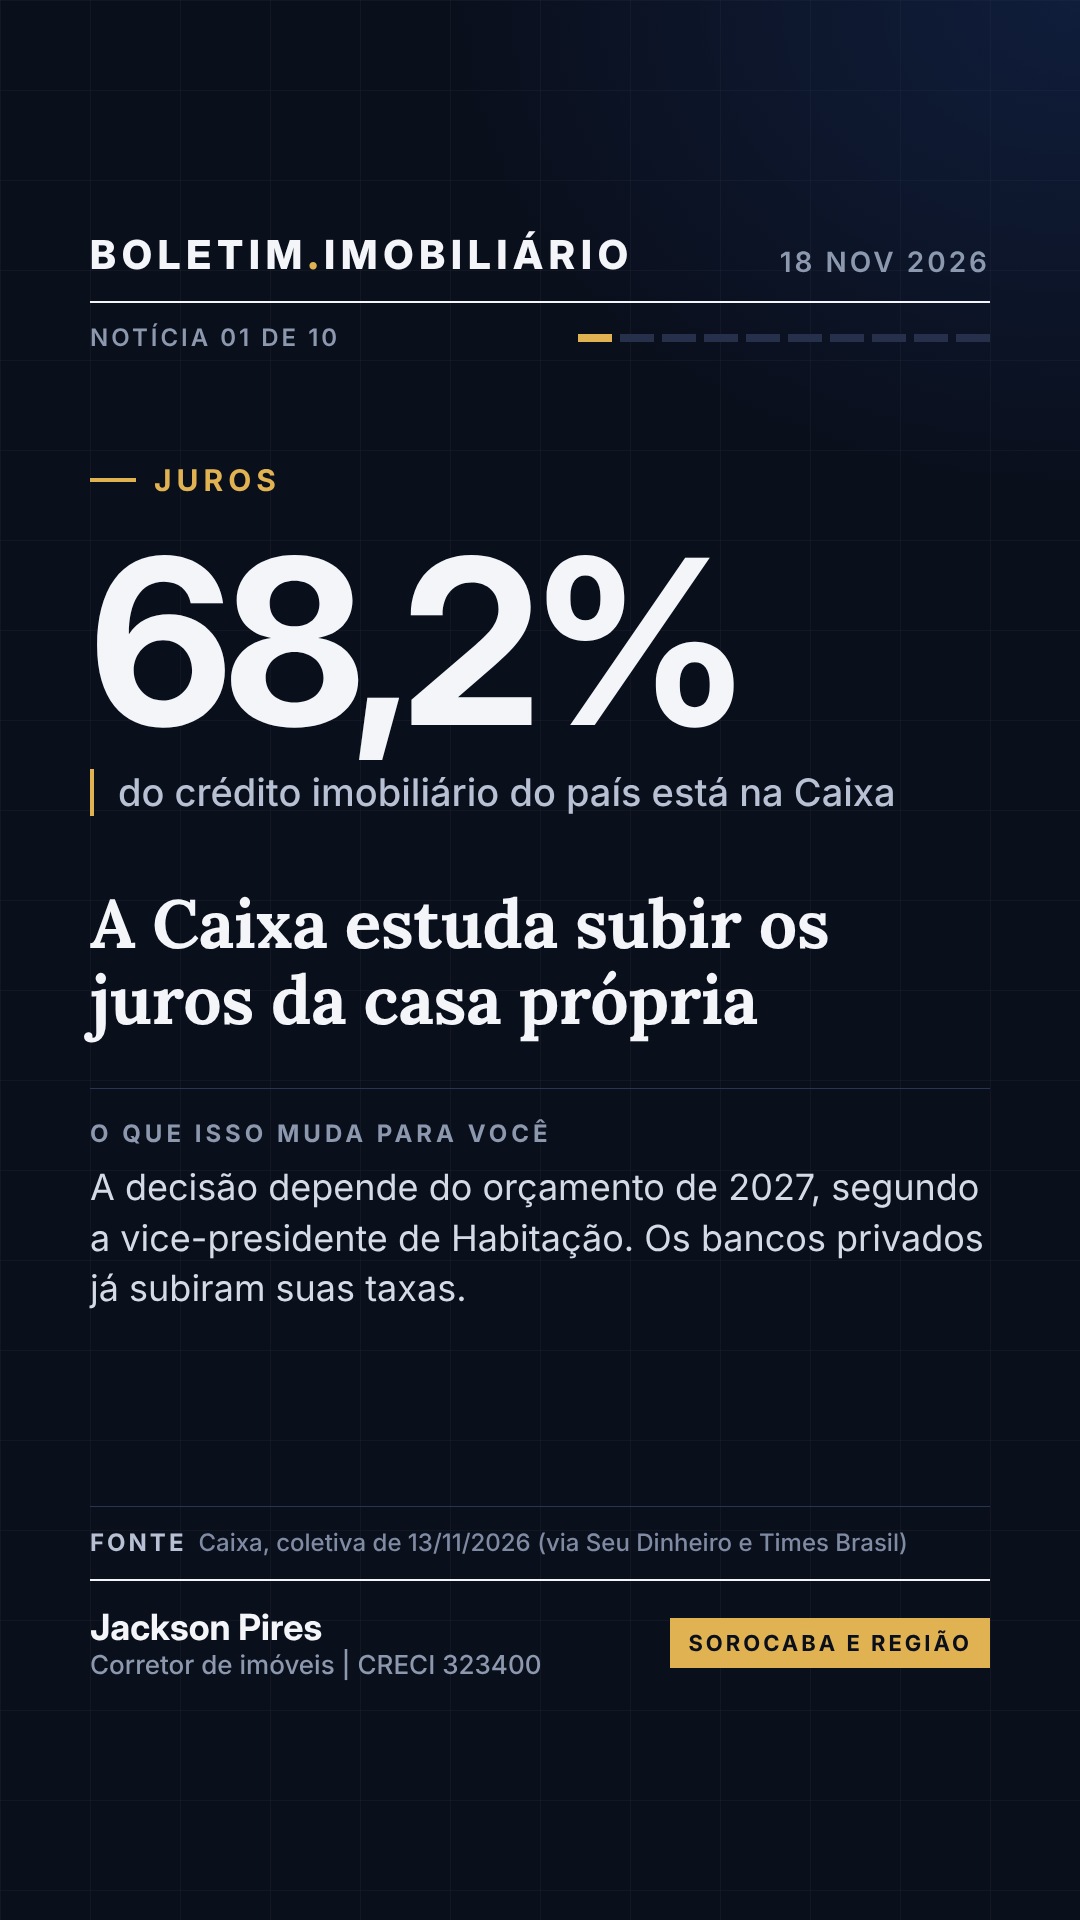 BOLETIM.IMOBILIÁRIO
18 NOV 2026
NOTÍCIA 01 DE 10
JUROS
68,2%
do crédito imobiliário do país está na Caixa
A Caixa estuda subir os
juros da casa própria
O QUE ISSO MUDA PARA VOCÊ
A decisão depende do orçamento de 2027, segundo
a vice-presidente de Habitação. Os bancos privados
já subiram suas taxas.
FONTE Caixa, coletiva de 13/11/2026 (via Seu Dinheiro e Times Brasil)
Jackson Pires
Corretor de imóveis | CRECI 323400
SOROCABA E REGIÃO